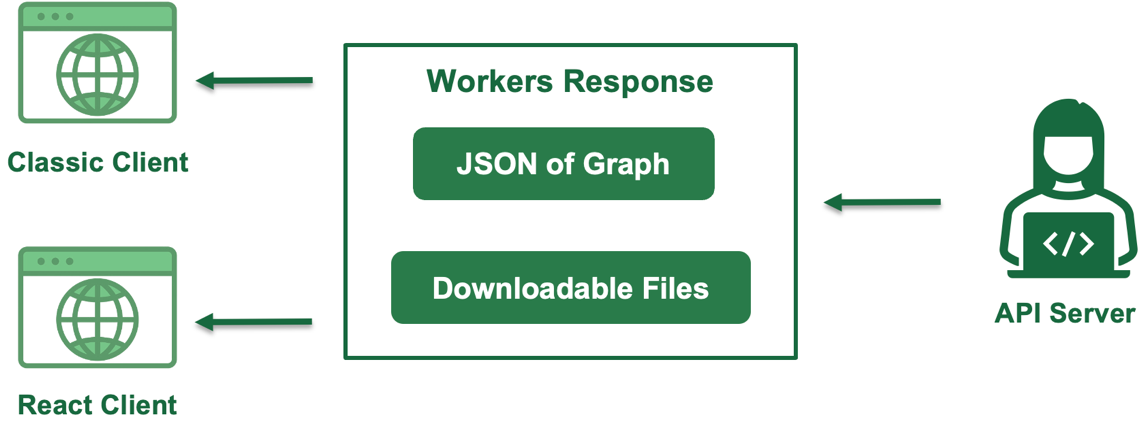 Classic Client
React Client
Workers Response
JSON of Graph
Downloadable Files
</>
API Server